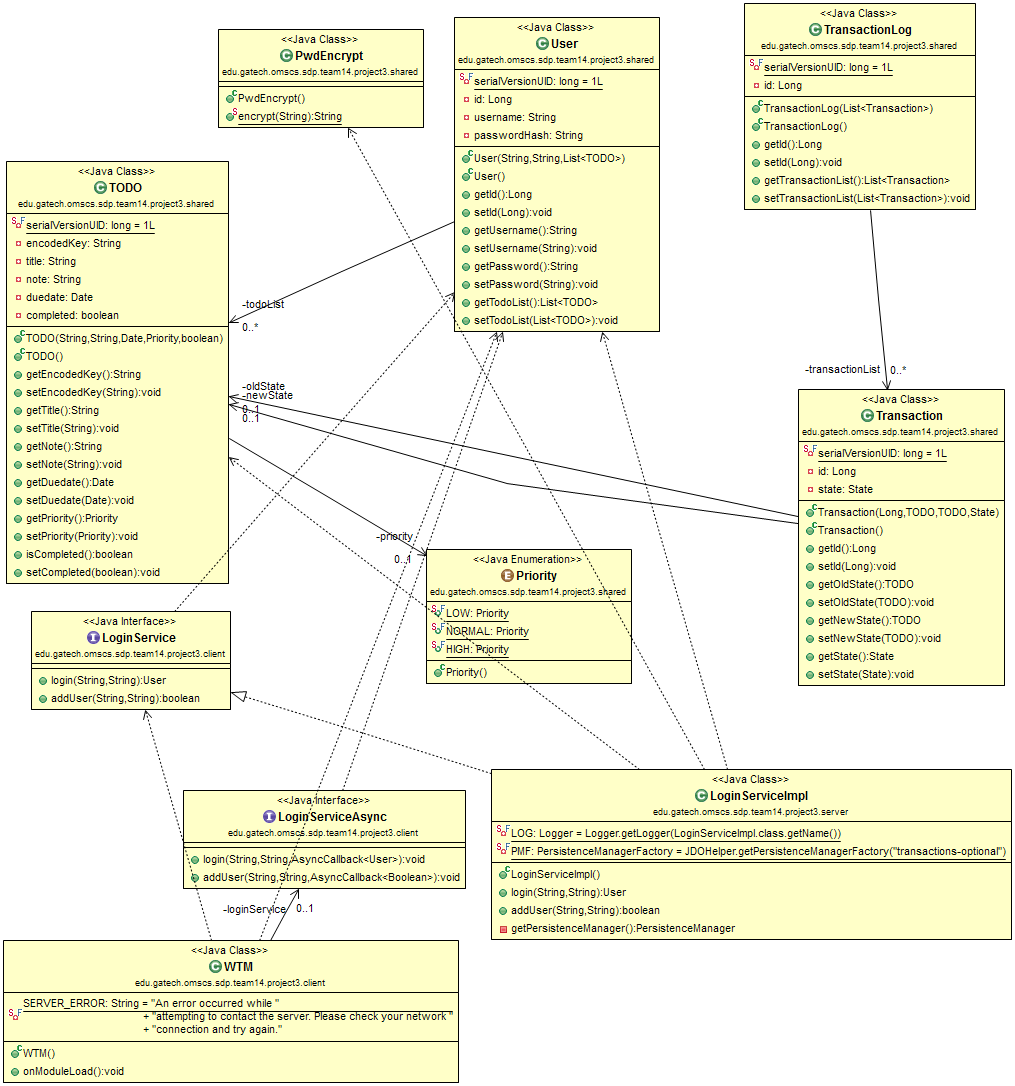 <<Java Class>>
PwdEncrypt
edu.gatech.omscs.sdp.team14.project3.shared
PwdEncrypt()
encrypt(String):String
<<Java Class>>
User
edu.gatech.omscs.sdp.team14.project3.shared
serialVersionUID: long = 1L
id: Long
username: String
passwordHash: String
User(String,String,List<TODO>)
User()
getId():Long
setId(Long):void
getUsername():String
setUsername(String):void
getPassword():String
setPassword(String):void
getTodoList():List<TODO>
setTodoList(List<TODO>):void
<<Java Class>>
TransactionLog
edu.gatech.omscs.sdp.team14.project3.shared
serialVersionUID: long = 1L
id: Long
TransactionLog(List<Transaction>)
TransactionLog()
getId():Long
setId(Long):void
getTransactionList():List<Transaction>
setTransactionList(List<Transaction>):void
<<Java Class>>
TODO
edu.gatech.omscs.sdp.team14.project3.shared
serialVersionUID: long = 1L
encodedKey: String
title: String
note: String
duedate: Date
completed: boolean
TODO(String,String,Date,Priority,boolean)
TODO()
getEncodedKey():String
setEncodedKey(String):void
getTitle():String
setTitle(String):void
getNote():String
setNote(String):void
getDuedate():Date
setDuedate(Date):void
getPriority():Priority
setPriority(Priority):void
isCompleted():boolean
setCompleted(boolean):void
-todoList
0..*
-transactionList
0..*
-oldState
-newState
0..1
0..1
<<Java Class>>
Transaction
edu.gatech.omscs.sdp.team14.project3.shared
serialVersionUID: long = 1L
id: Long
state: State
Transaction(Long,TODO,TODO,State)
Transaction()
getId():Long
setId(Long):void
getOldState():TODO
setOldState(TODO):void
getNewState():TODO
setNewState(TODO):void
getState():State
setState(State):void
-priority
0..1
<<Java Enumeration>>
Priority
edu.gatech.omscs.sdp.team14.project3.shared
LOW: Priority
NORMAL: Priority
HIGH: Priority
Priority()
<<Java Interface>>
LoginService
edu.gatech.omscs.sdp.team14.project3.client
login(String,String):User
addUser(String,String):boolean
<<Java Interface>>
LoginServiceAsync
edu.gatech.omscs.sdp.team14.project3.client
login(String,String,AsyncCallback<User>):void
addUser(String,String,AsyncCallback<Boolean>):void
<<Java Class>>
LoginServiceImpl
edu.gatech.omscs.sdp.team14.project3.server
LOG: Logger = Logger.getLogger(LoginServiceImpl.class.getName())
PMF: PersistenceManagerFactory = JDOHelper.getPersistenceManagerFactory("transactions-optional")
LoginServiceImpl()
login(String,String):User
addUser(String,String):boolean
getPersistenceManager():PersistenceManager
-loginService
0..1
<<Java Class>>
WTM
edu.gatech.omscs.sdp.team14.project3.client
SERVER_ERROR: String = "An error occurred while "
+ "attempting to contact the server. Please check your network "
+ "connection and try again."
WTM()
onModuleLoad():void